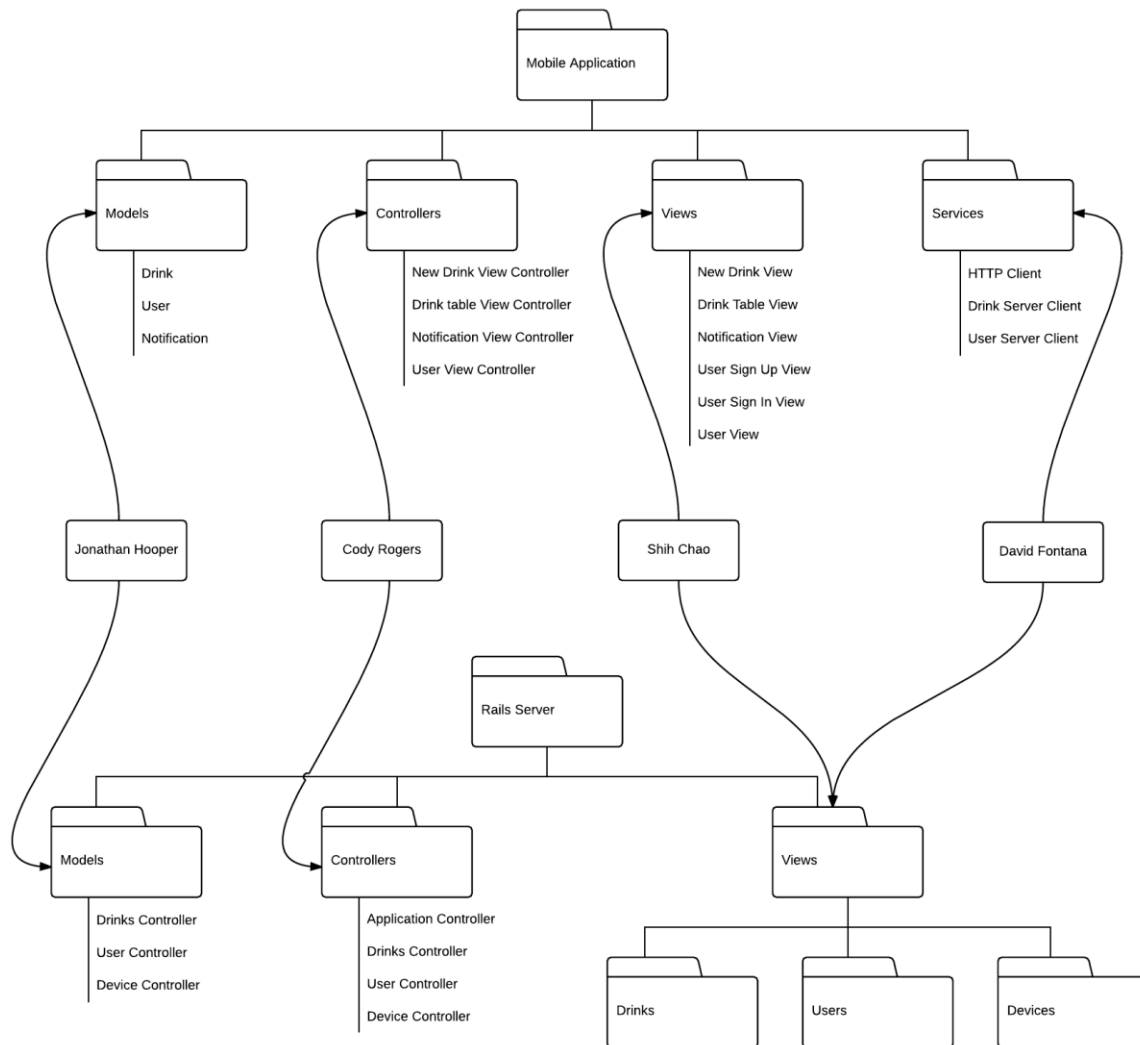 Mobile Application
Models
Controllers
Views
Services
Drink
User
Notification
New Drink View Controller
Drink table View Controller
Notification View Controller
User View Controller
New Drink View
Drink Table View
Notification View
User Sign Up View
User Sign In View
User View
HTTP Client
Drink Server Client
User Server Client
Jonathan Hooper
Cody Rogers
Shih Chao
David Fontana
Rails Server
Models
Controllers
Views
Drinks Controller
User Controller
Device Controller
Application Controller
Drinks Controller
User Controller
Device Controller
Drinks
Users
Devices